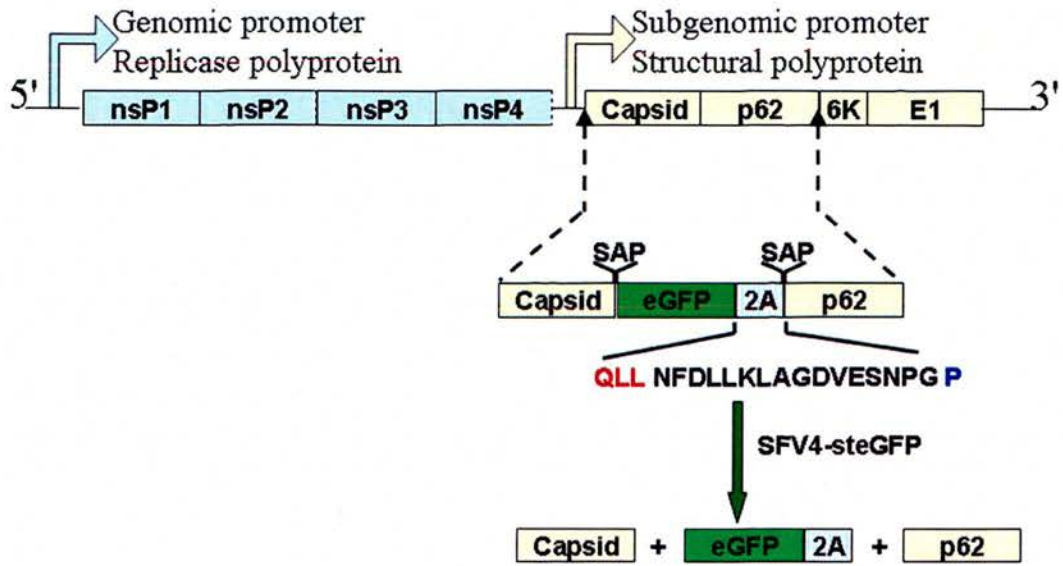 Genomic promoter
Replicase polyprotein
Subgenomic promoter
Structural polyprotein
5'
nsP1 nsP2 nsP3 nsP4 Capsid p62 6K E1
3'
SAP SAP
Capsid eGFP 2A p62
QLL NFDLLKLAGDVESNPG P
SFV4-steGFP
Capsid + eGFP 2A + p62